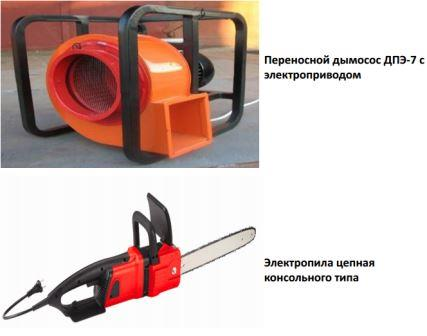 Переносной дымосос ДПЭ-7 с
электроприводом
Электропила цепная
консольного типа